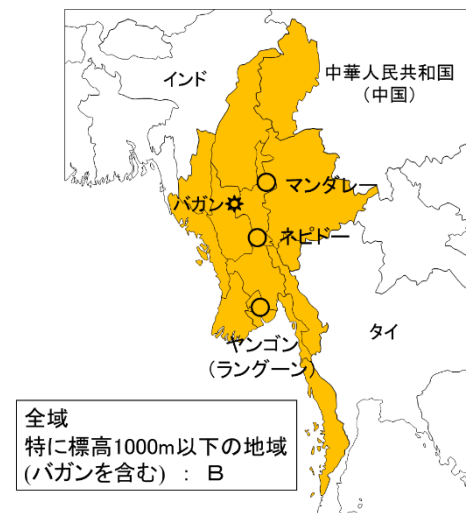 インド
中華人民共和国
（中国）
マンダレー
バガン
ネピドー
ヤンゴン
（ラングーン）
タイ
全域
特に標高1000m以下の地域
(バガンを含む) ： B